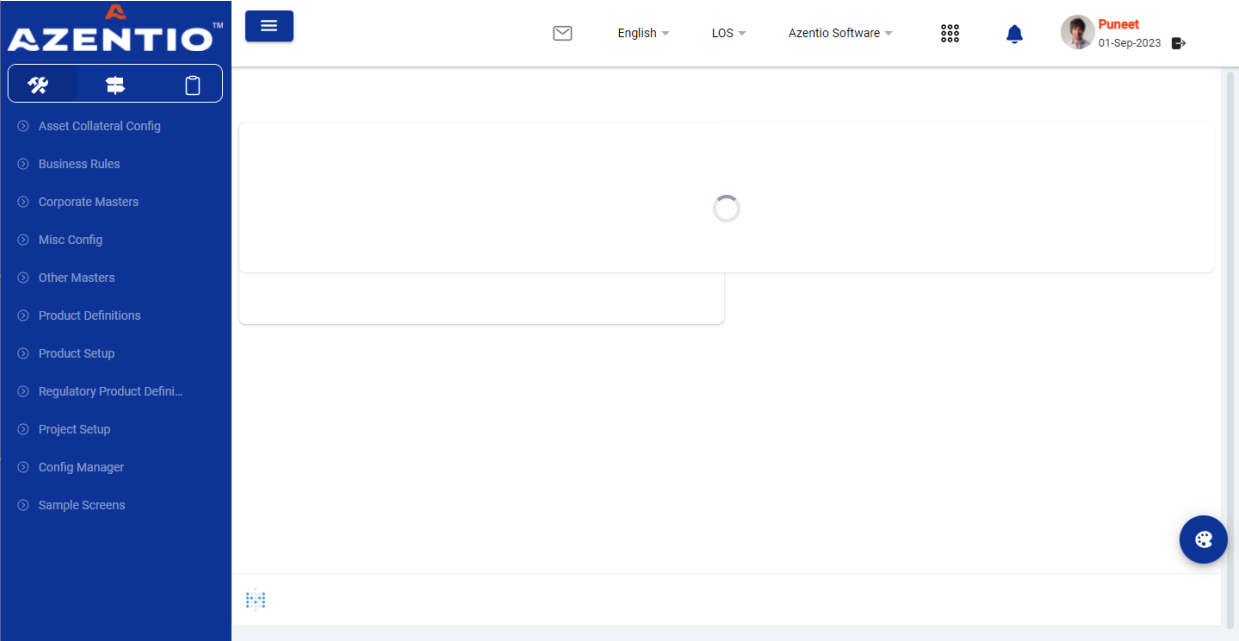 AZENTIO™
English
LOS
Azentio Software
Puneet
01-Sep-2023
Asset Collateral Config
Business Rules
Corporate Masters
Misc Config
Other Masters
Product Definitions
Product Setup
Regulatory Product Defini...
Project Setup
Config Manager
Sample Screens